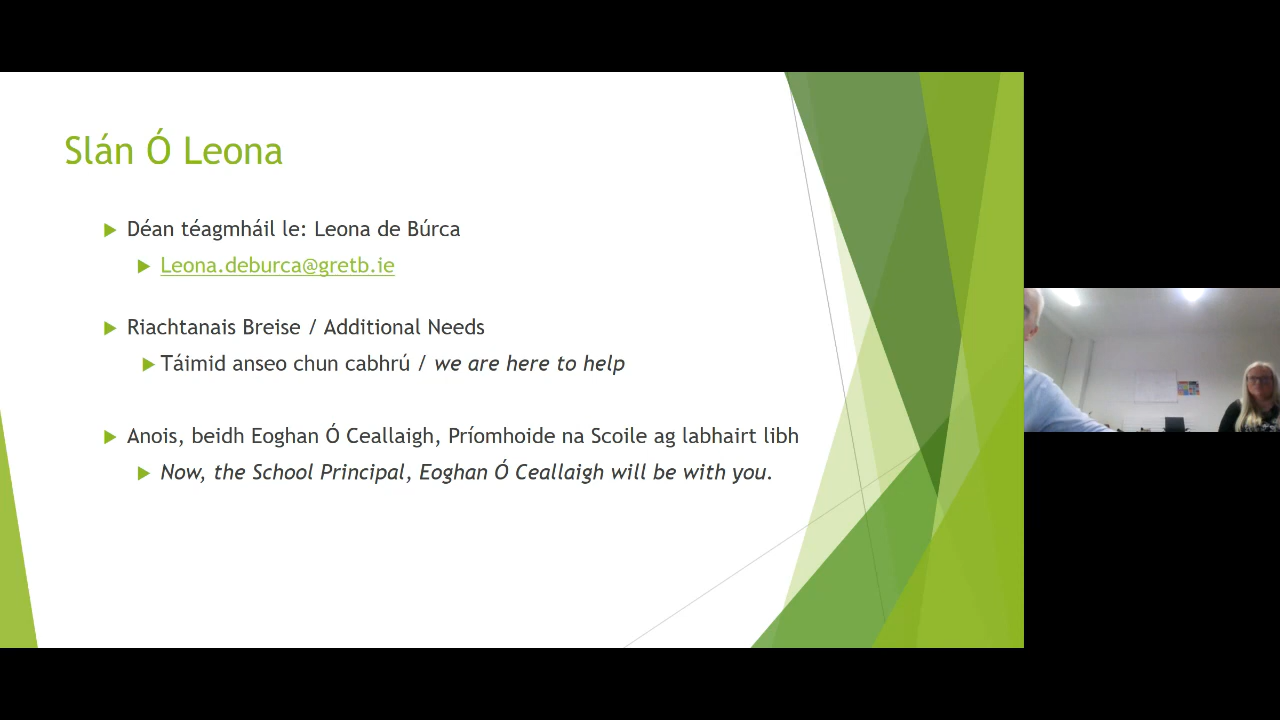 Slán Ó Leona
Déan téagmháil le: Leona de Búrca
Leona.deburca@gretb.ie
Riachtanais Breise / Additional Needs
Táimid anseo chun cabhrú / we are here to help
Anois, beidh Eoghan Ó Ceallaigh, Príomhoide na Scoile ag labhairt libh
Now, the School Principal, Eoghan Ó Ceallaigh will be with you.